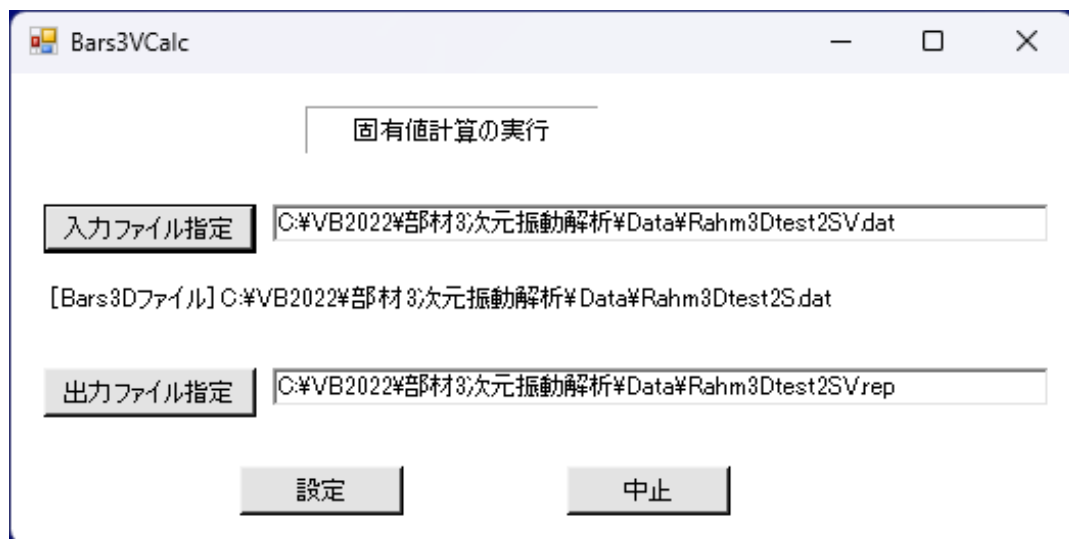 Bars3VCalc
固有値計算の実行
入力ファイル指定 C:¥VB2022¥部材3次元振動解析¥Data¥Rahm3Dtest2SV.dat
[Bars3Dファイル] C:¥VB2022¥部材3次元振動解析¥Data¥Rahm3Dtest2S.dat
出力ファイル指定 C:¥VB2022¥部材3次元振動解析¥Data¥Rahm3Dtest2SV.rep
設定 中止